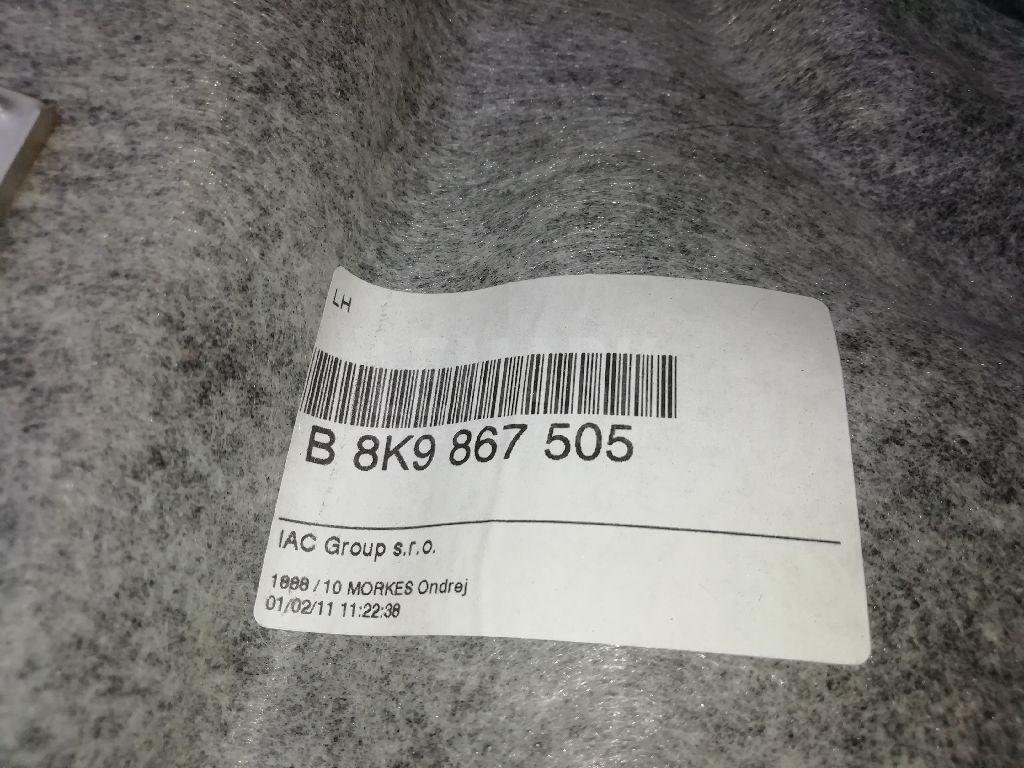 LH
B 8K9 867 505
IAC Group s.r.o.
1888 / 10 MORKES Ondrej
01/02/11 11:22:38